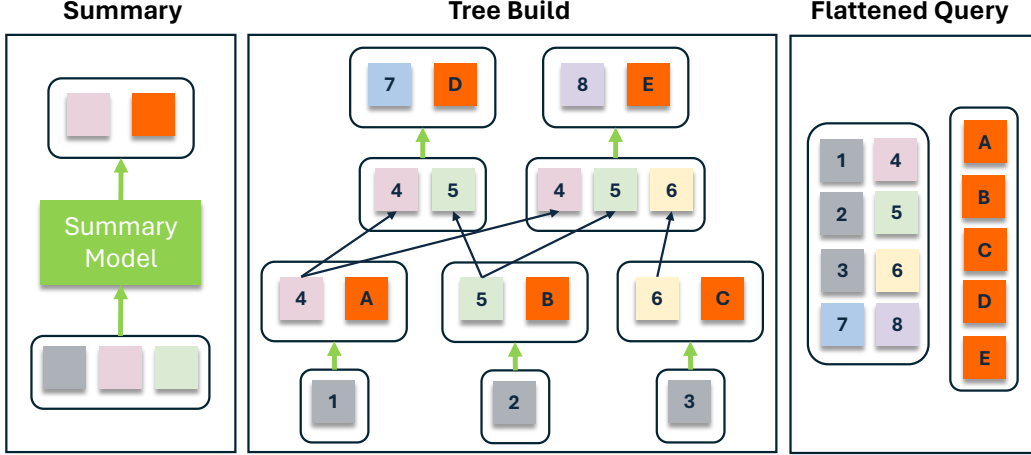 Summary
Tree Build
Flattened Query
Summary
Model
7 D
8 E
4 5
4 5 6
4 A
5 B
6 C
1
2
3
1 4
2 5
3 6
7 8
A
B
C
D
E